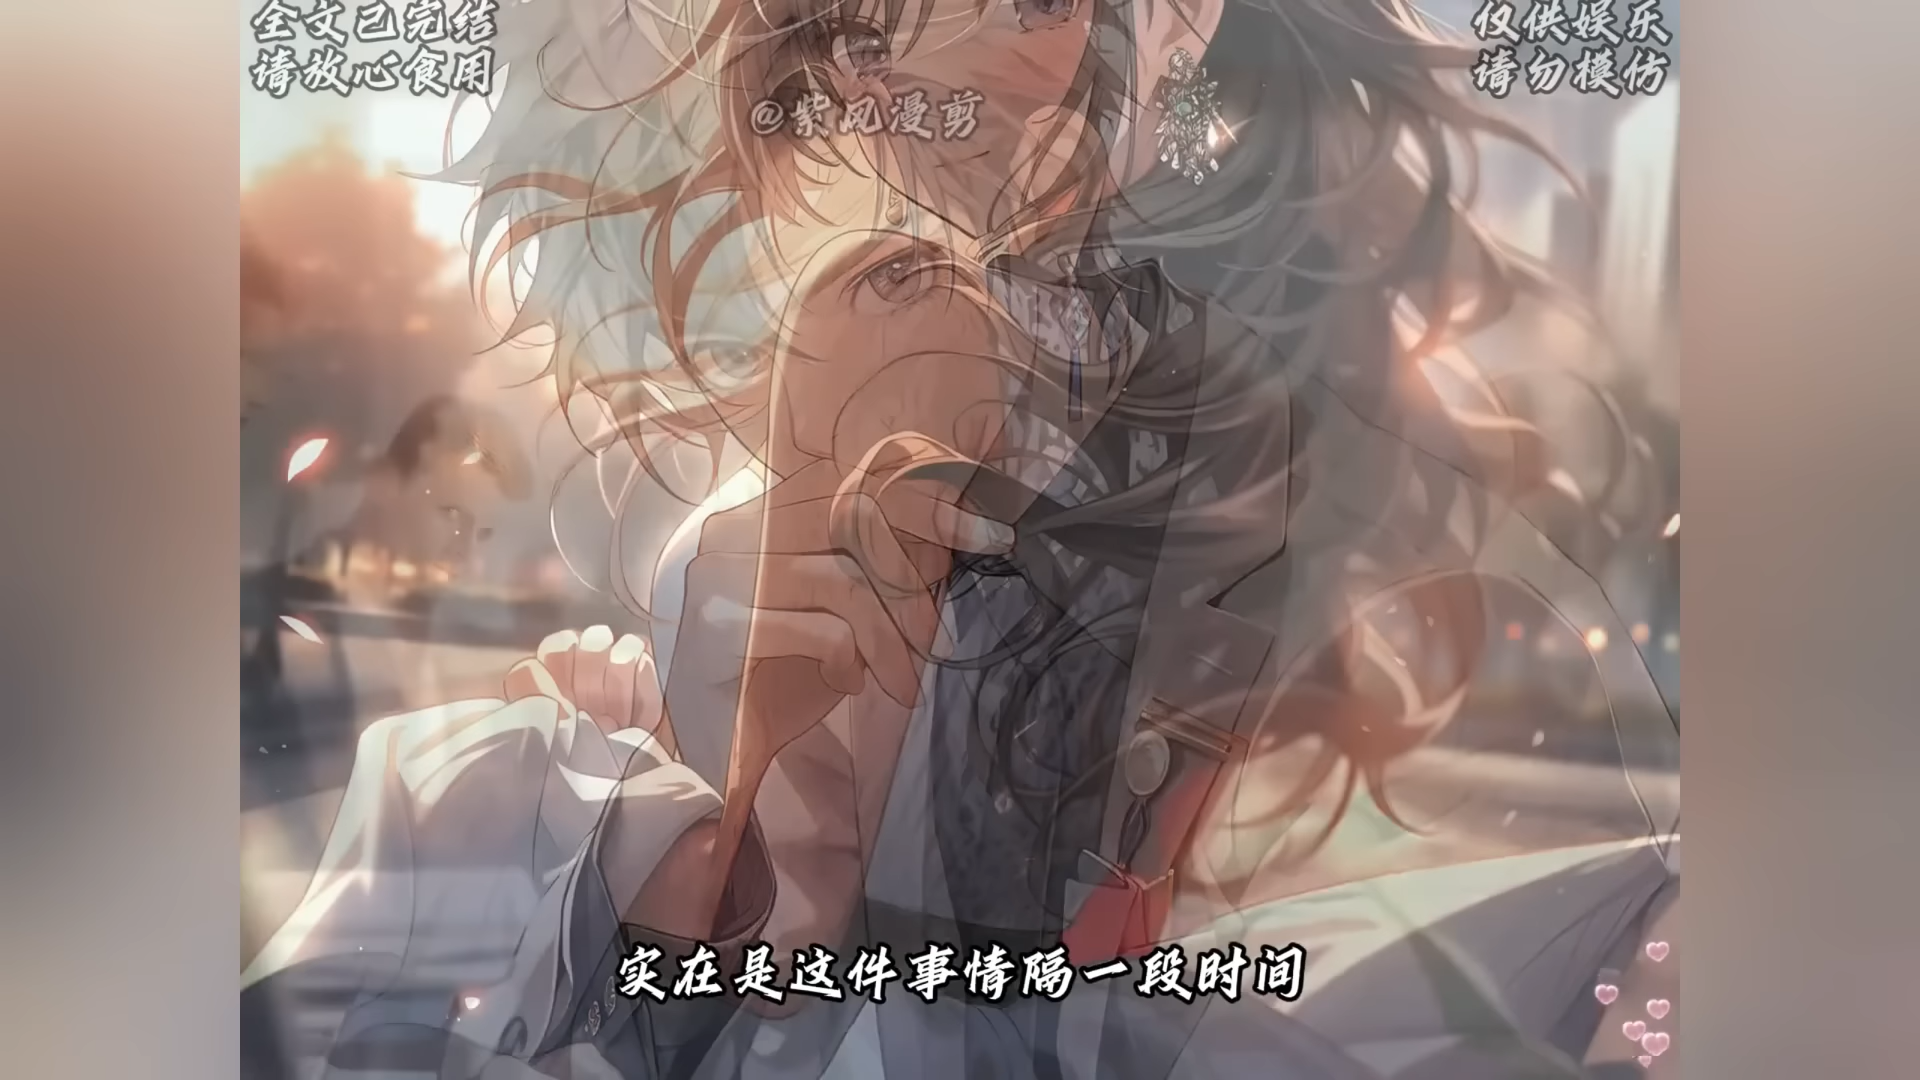 全文已完结
请放心食用
仅供娱乐
请勿模仿
@紫风漫剪
实在是这件事情隔一段时间